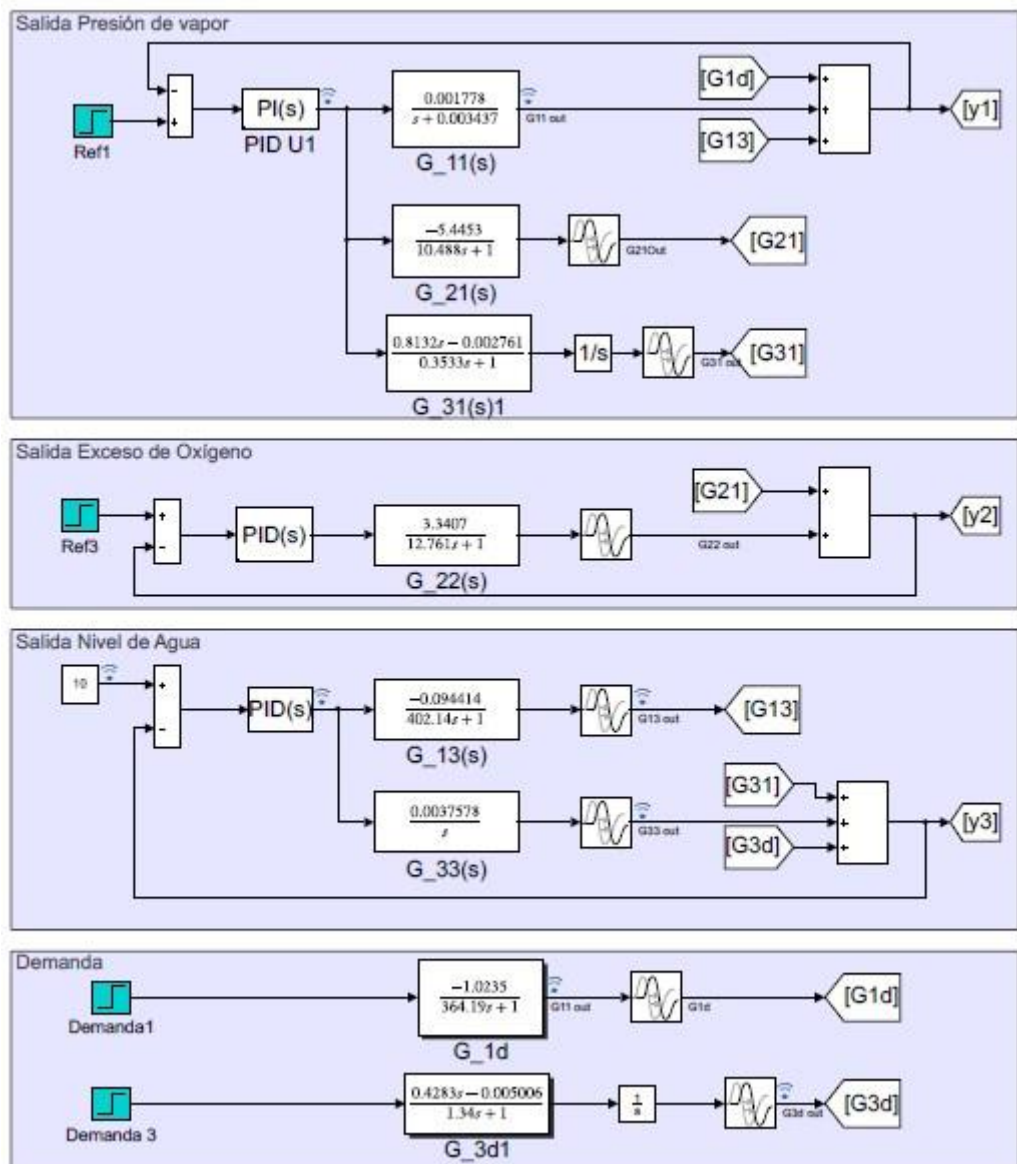 Salida Presión de vapor
Ref1
-
+
PI(s)
PID U1
0.001778
s + 0.003437
G11 out
G_11(s)
[G1d]
[G13]
+
+
+
[y1]
-5.4453
10.488s + 1
G_21(s)
G21Out
[G21]
0.8132s - 0.002761
0.3533s + 1
G_31(s)1
1/s
G31 out
[G31]
Salida Exceso de Oxígeno
Ref3
+
-
PID(s)
3.3407
12.761s + 1
G_22(s)
G22 out
[G21]
+
+
[y2]
Salida Nivel de Agua
10
+
-
PID(s)
-0.094414
402.14s + 1
G_13(s)
G13 out
[G13]
0.0037578
s
G_33(s)
G33 out
[G31]
[G3d]
+
+
+
[y3]
Demanda
Demanda1
-1.0235
364.19s + 1
G_1d
G11 out
G1d
[G1d]
Demanda 3
0.4283s - 0.005006
1.34s + 1
G_3d1
1
s
G3d out
[G3d]